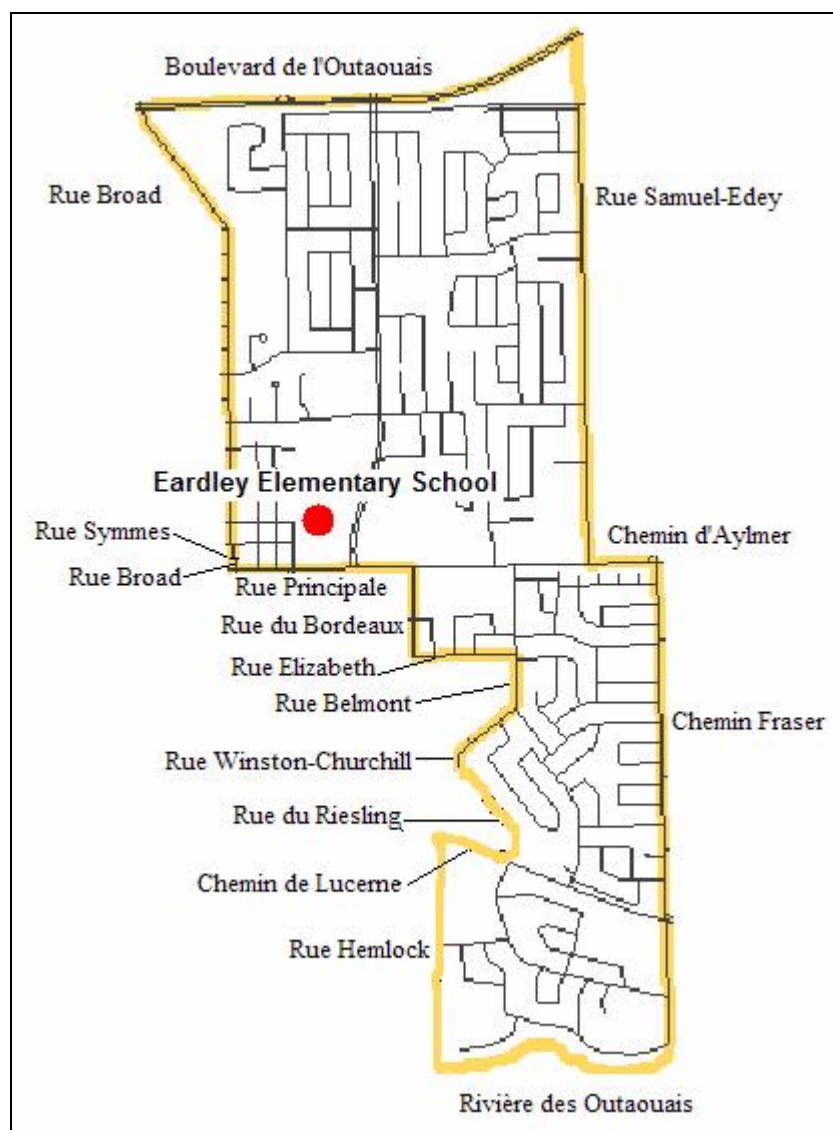 Boulevard de l'Outaouais
Rue Broad
Rue Samuel-Edey
Eardley Elementary School
Rue Symmes
Chemin d'Aylmer
Rue Broad
Rue Principale
Rue du Bordeaux
Rue Elizabeth
Rue Belmont
Chemin Fraser
Rue Winston-Churchill
Rue du Riesling
Chemin de Lucerne
Rue Hemlock
Rivière des Outaouais